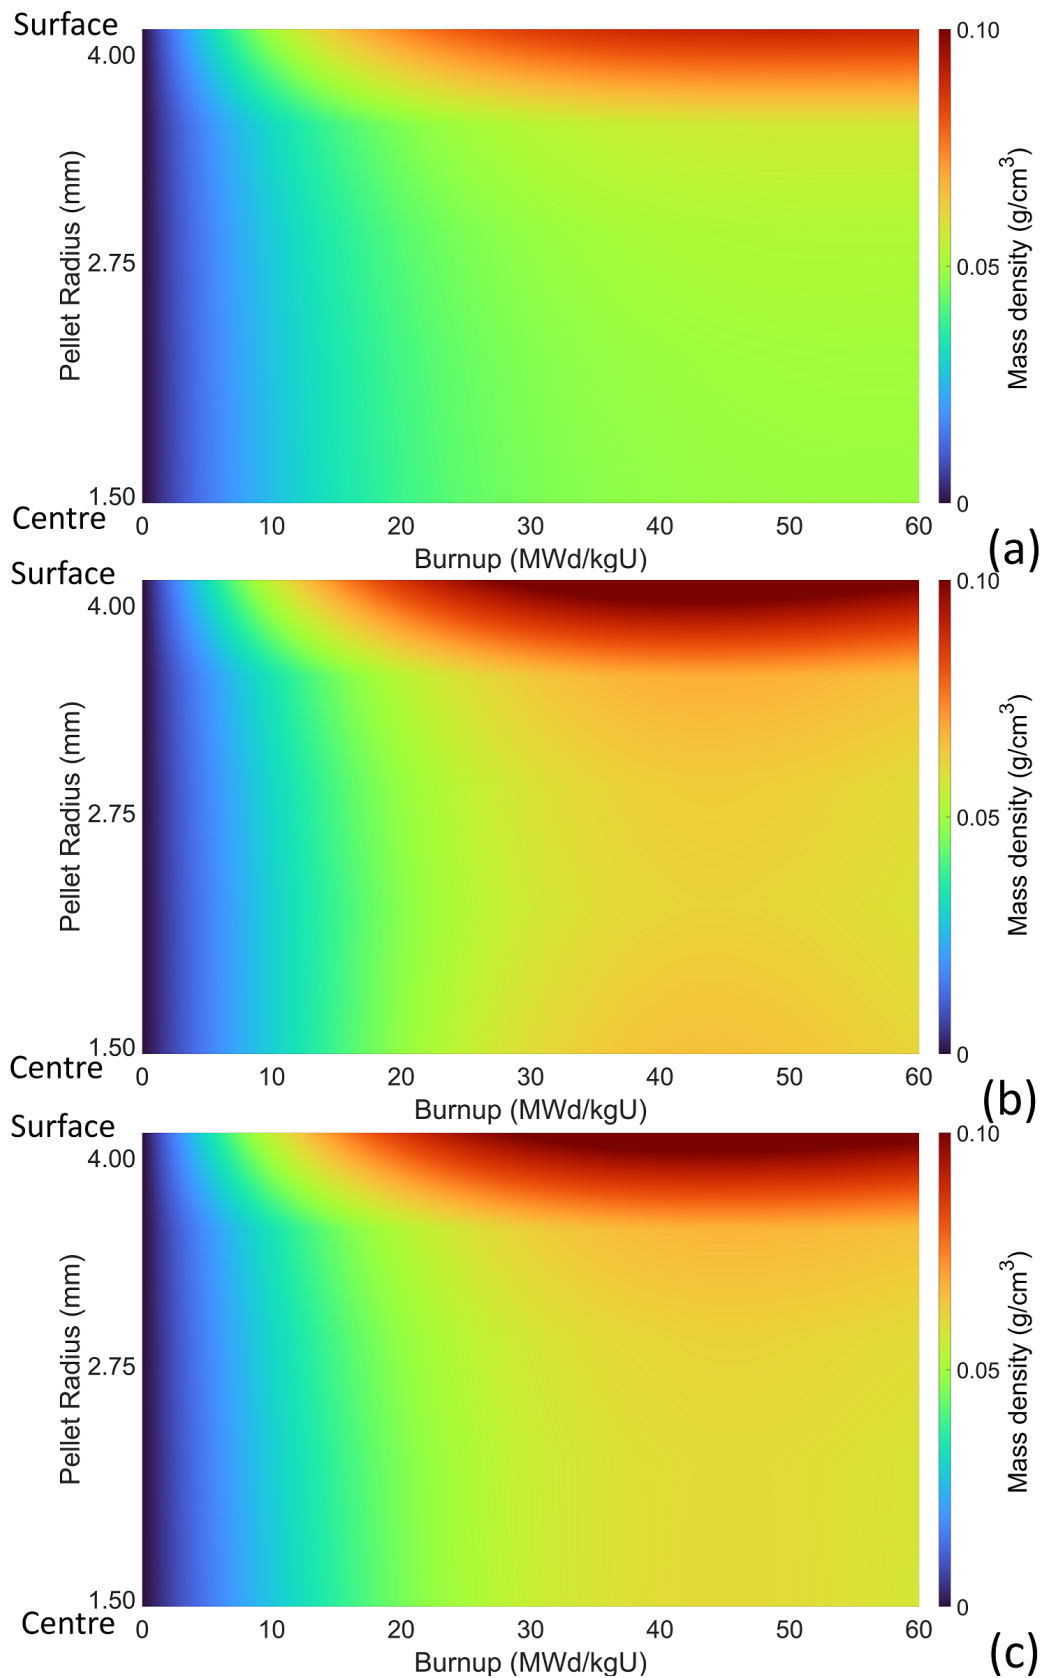 Surface
4.00
Pellet Radius (mm)
2.75
1.50
Centre
0 10 20 30 40 50 60
Burnup (MWd/kgU)
0.10
0.05
0
Mass density (g/cm³)
(a)
Surface
4.00
Pellet Radius (mm)
2.75
1.50
Centre
0 10 20 30 40 50 60
Burnup (MWd/kgU)
0.10
0.05
0
Mass density (g/cm³)
(b)
Surface
4.00
Pellet Radius (mm)
2.75
1.50
Centre
0 10 20 30 40 50 60
Burnup (MWd/kgU)
0.10
0.05
0
Mass density (g/cm³)
(c)